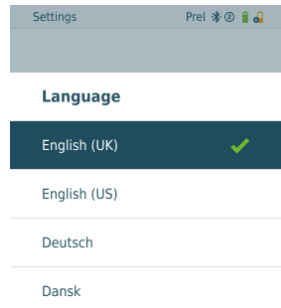 Settings Prel
Language
English (UK)
English (US)
Deutsch
Dansk